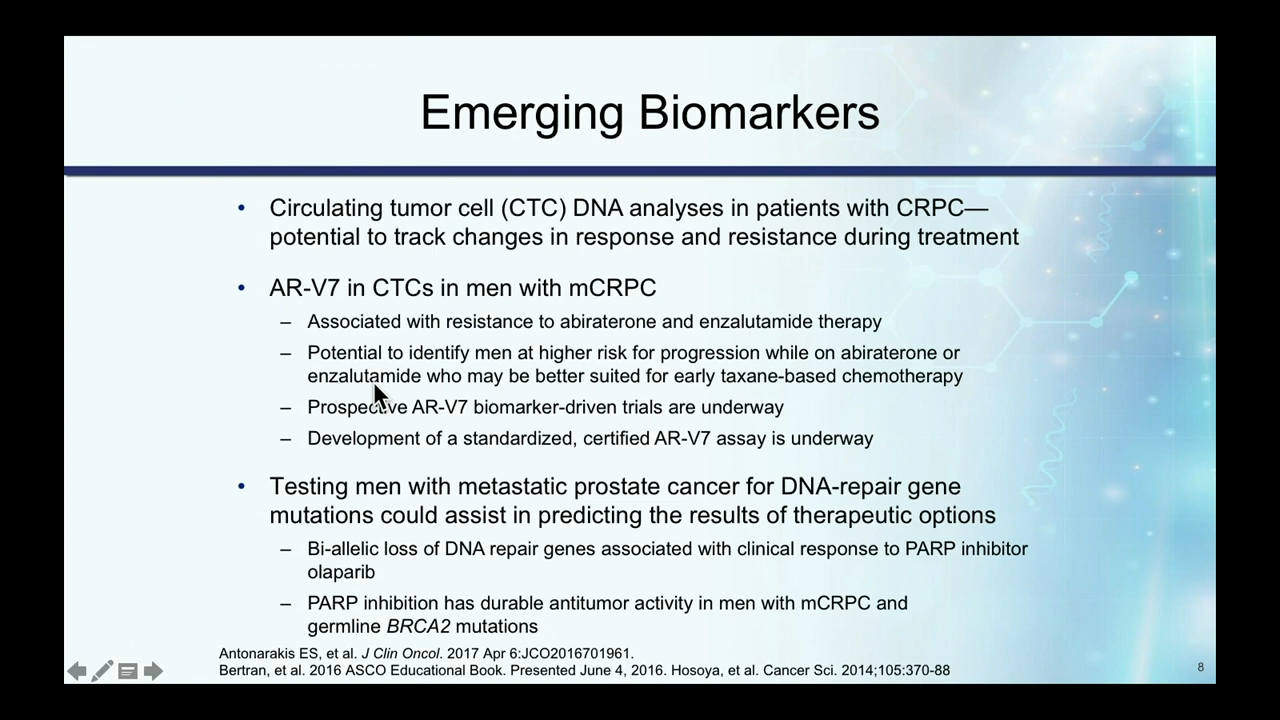 Emerging Biomarkers
• Circulating tumor cell (CTC) DNA analyses in patients with CRPC—
potential to track changes in response and resistance during treatment
• AR-V7 in CTCs in men with mCRPC
– Associated with resistance to abiraterone and enzalutamide therapy
– Potential to identify men at higher risk for progression while on abiraterone or
enzalutamide who may be better suited for early taxane-based chemotherapy
– Prospective AR-V7 biomarker-driven trials are underway
– Development of a standardized, certified AR-V7 assay is underway
• Testing men with metastatic prostate cancer for DNA-repair gene
mutations could assist in predicting the results of therapeutic options
– Bi-allelic loss of DNA repair genes associated with clinical response to PARP inhibitor
olaparib
– PARP inhibition has durable antitumor activity in men with mCRPC and
germline BRCA2 mutations
Antonarakis ES, et al. J Clin Oncol. 2017 Apr 6:JCO2016701961.
Bertran, et al. 2016 ASCO Educational Book. Presented June 4, 2016. Hosoya, et al. Cancer Sci. 2014;105:370-88
8